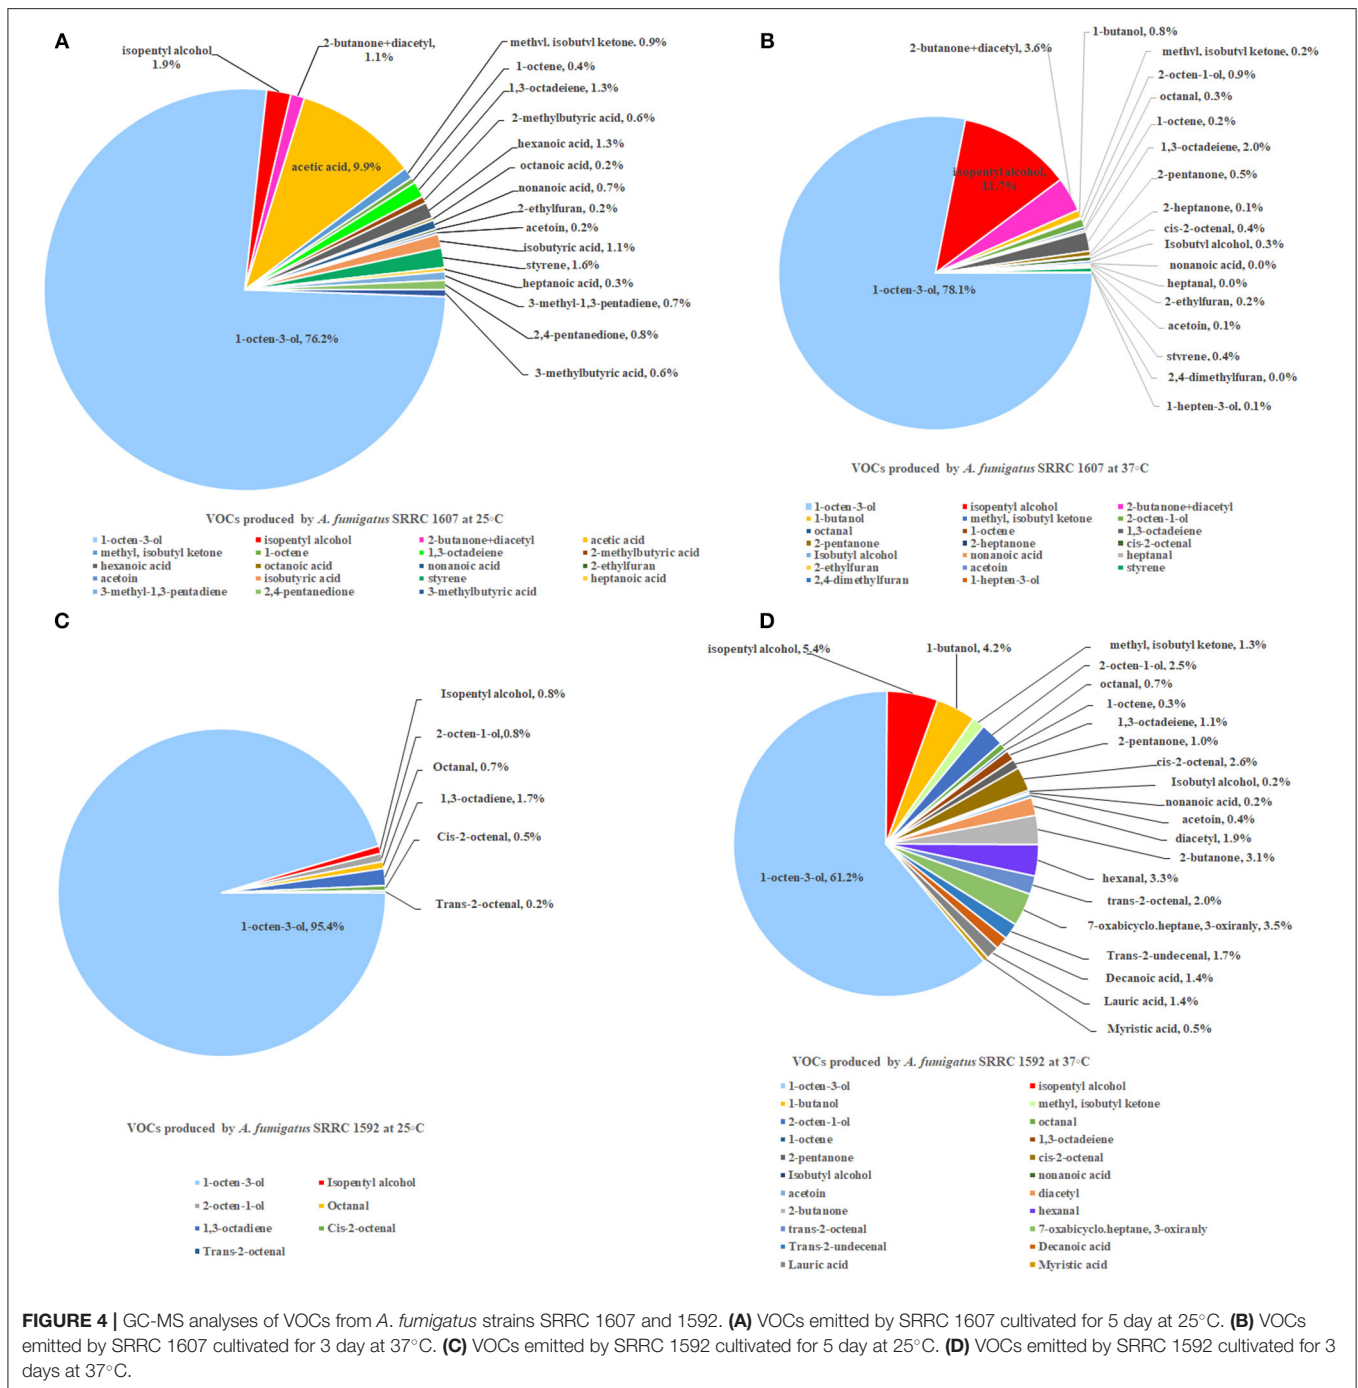 A
isopentyl alcohol
1.9%
2-butanone+diacetyl,
1.1%
methyl. isobutyl ketone. 0.9%
1-octene, 0.4%
1,3-octadeiene, 1.3%
2-methylbutyric acid, 0.6%
hexanoic acid, 1.3%
octanoic acid, 0.2%
nonanoic acid, 0.7%
2-ethylfuran, 0.2%
acetoin, 0.2%
isobutyric acid, 1.1%
styrene, 1.6%
heptanoic acid, 0.3%
3-methyl-1,3-pentadiene, 0.7%
2,4-pentanedione, 0.8%
3-methylbutyric acid, 0.6%
acetic acid, 9.9%
1-octen-3-ol, 76.2%
VOCs produced by A. fumigatus SRRC 1607 at 25°C
1-octen-3-ol isopentyl alcohol 2-butanone+diacetyl acetic acid
methyl, isobutyl ketone 1-octene 1,3-octadeiene 2-methylbutyric acid
hexanoic acid octanoic acid nonanoic acid 2-ethylfuran
acetoin isobutyric acid styrene heptanoic acid
3-methyl-1,3-pentadiene 2,4-pentanedione 3-methylbutyric acid
B
2-butanone+diacetyl, 3.6%
1-butanol, 0.8%
methyl, isobutyl ketone, 0.2%
2-octen-1-ol, 0.9%
octanal, 0.3%
1-octene, 0.2%
1,3-octadeiene, 2.0%
2-pentanone, 0.5%
2-heptanone, 0.1%
cis-2-octenal, 0.4%
Isobutyl alcohol, 0.3%
nonanoic acid, 0.0%
heptanal, 0.0%
2-ethylfuran, 0.2%
acetoin, 0.1%
styrene, 0.4%
2,4-dimethylfuran, 0.0%
1-hepten-3-ol, 0.1%
isopentyl alcohol,
11.7%
1-octen-3-ol, 78.1%
VOCs produced by A. fumigatus SRRC 1607 at 37°C
1-octen-3-ol isopentyl alcohol 2-butanone+diacetyl
1-butanol methyl, isobutyl ketone 2-octen-1-ol
octanal 1-octene 1,3-octadeiene
2-pentanone 2-heptanone cis-2-octenal
Isobutyl alcohol nonanoic acid heptanal
2-ethylfuran acetoin styrene
2,4-dimethylfuran 1-hepten-3-ol
C
Isopentyl alcohol, 0.8%
2-octen-1-ol,0.8%
Octanal, 0.7%
1,3-octadiene, 1.7%
Cis-2-octenal, 0.5%
Trans-2-octenal, 0.2%
1-octen-3-ol, 95.4%
VOCs produced by A. fumigatus SRRC 1592 at 25°C
1-octen-3-ol Isopentyl alcohol
2-octen-1-ol Octanal
1,3-octadiene Cis-2-octenal
Trans-2-octenal
D
isopentyl alcohol, 5.4%
1-butanol, 4.2%
methyl, isobutyl ketone, 1.3%
2-octen-1-ol, 2.5%
octanal, 0.7%
1-octene, 0.3%
1,3-octadeiene, 1.1%
2-pentanone, 1.0%
cis-2-octenal, 2.6%
Isobutyl alcohol, 0.2%
nonanoic acid, 0.2%
acetoin, 0.4%
diacetyl, 1.9%
2-butanone, 3.1%
hexanal, 3.3%
trans-2-octenal, 2.0%
7-oxabicyclo.heptane, 3-oxiranly, 3.5%
Trans-2-undecenal, 1.7%
Decanoic acid, 1.4%
Lauric acid, 1.4%
Myristic acid, 0.5%
1-octen-3-ol, 61.2%
VOCs produced by A. fumigatus SRRC 1592 at 37°C
1-octen-3-ol isopentyl alcohol
1-butanol methyl, isobutyl ketone
2-octen-1-ol octanal
1-octene 1,3-octadeiene
2-pentanone cis-2-octenal
Isobutyl alcohol nonanoic acid
acetoin diacetyl
2-butanone hexanal
trans-2-octenal 7-oxabicyclo.heptane, 3-oxiranly
Trans-2-undecenal Decanoic acid
Lauric acid Myristic acid
FIGURE 4 | GC-MS analyses of VOCs from A. fumigatus strains SRRC 1607 and 1592. (A) VOCs emitted by SRRC 1607 cultivated for 5 day at 25°C. (B) VOCs
emitted by SRRC 1607 cultivated for 3 day at 37°C. (C) VOCs emitted by SRRC 1592 cultivated for 5 day at 25°C. (D) VOCs emitted by SRRC 1592 cultivated for 3
days at 37°C.